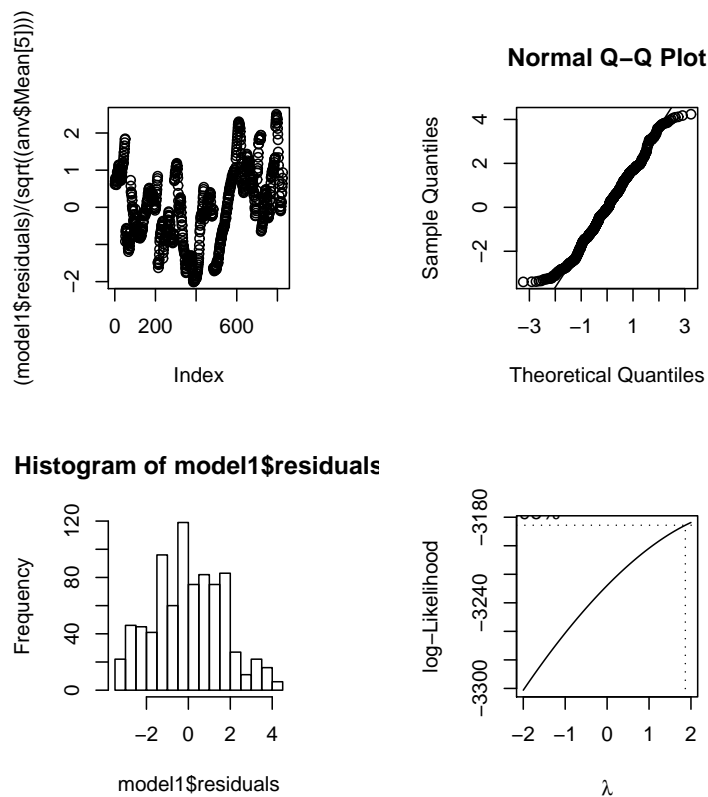 (model1$residuals)/(sqrt((anv$Mean[5])))
2
1
0
−2
0 200 600
Index
Normal Q−Q Plot
Sample Quantiles
4
2
0
−2
−3 −1 1 3
Theoretical Quantiles
Histogram of model1$residuals
Frequency
120
80
40
0
−2 0 2 4
model1$residuals
log−Likelihood
−3180
−3240
−3300
−2 −1 0 1 2
λ